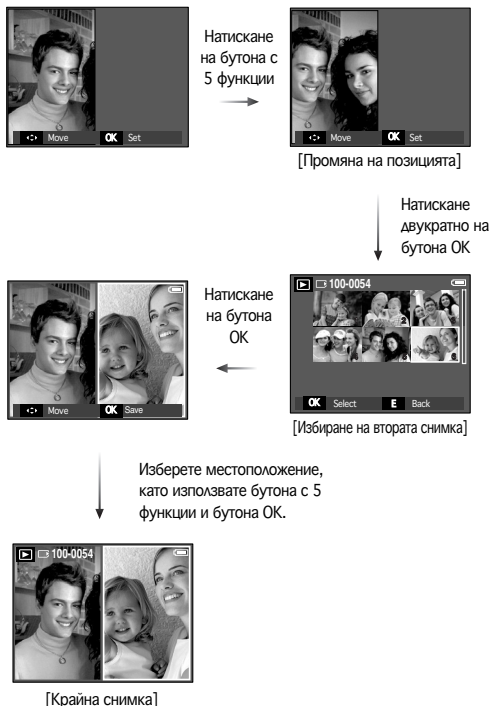 Move OK Set
Натискане
на бутона с
5 функции
Move OK Set
[Промяна на позицията]
Натискане
двукратно на
бутона OK
100-0054
OK Select E Back
[Избиране на втората снимка]
Натискане
на бутона
OK
Move OK Save
Изберете местоположение,
като използвате бутона с 5
функции и бутона OK.
100-0054
[Крайна снимка]